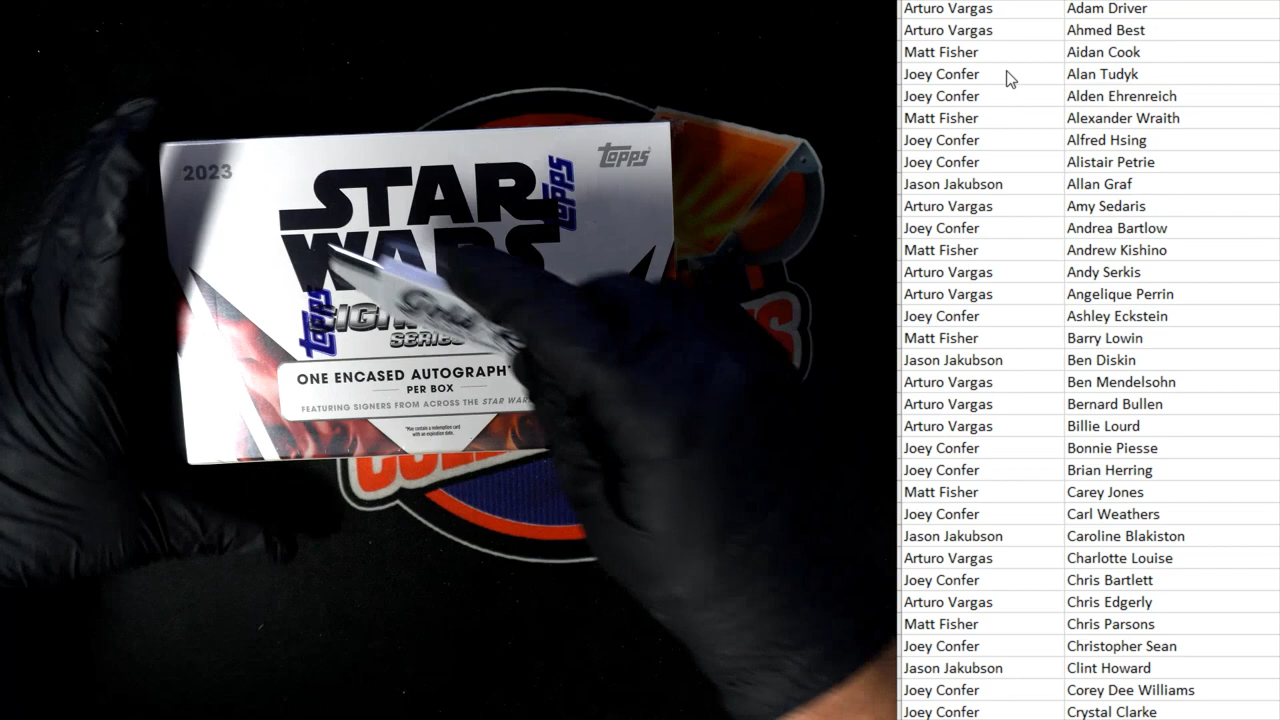 2023
Topps
STAR
WARS
Topps
Topps
SERIES
ONE ENCASED AUTOGRAPH*
PER BOX
FEATURING SIGNERS FROM ACROSS THE STAR WARS
*May contain a redemption card
with an expiration date.
Arturo Vargas Adam Driver
Arturo Vargas Ahmed Best
Matt Fisher Aidan Cook
Joey Confer Alan Tudyk
Joey Confer Alden Ehrenreich
Matt Fisher Alexander Wraith
Joey Confer Alfred Hsing
Joey Confer Alistair Petrie
Jason Jakubson Allan Graf
Arturo Vargas Amy Sedaris
Joey Confer Andrea Bartlow
Matt Fisher Andrew Kishino
Arturo Vargas Andy Serkis
Arturo Vargas Angelique Perrin
Joey Confer Ashley Eckstein
Matt Fisher Barry Lowin
Jason Jakubson Ben Diskin
Arturo Vargas Ben Mendelsohn
Arturo Vargas Bernard Bullen
Arturo Vargas Billie Lourd
Joey Confer Bonnie Piesse
Joey Confer Brian Herring
Matt Fisher Carey Jones
Joey Confer Carl Weathers
Jason Jakubson Caroline Blakiston
Arturo Vargas Charlotte Louise
Joey Confer Chris Bartlett
Arturo Vargas Chris Edgerly
Matt Fisher Chris Parsons
Joey Confer Christopher Sean
Jason Jakubson Clint Howard
Joey Confer Corey Dee Williams
Joey Confer Crystal Clarke